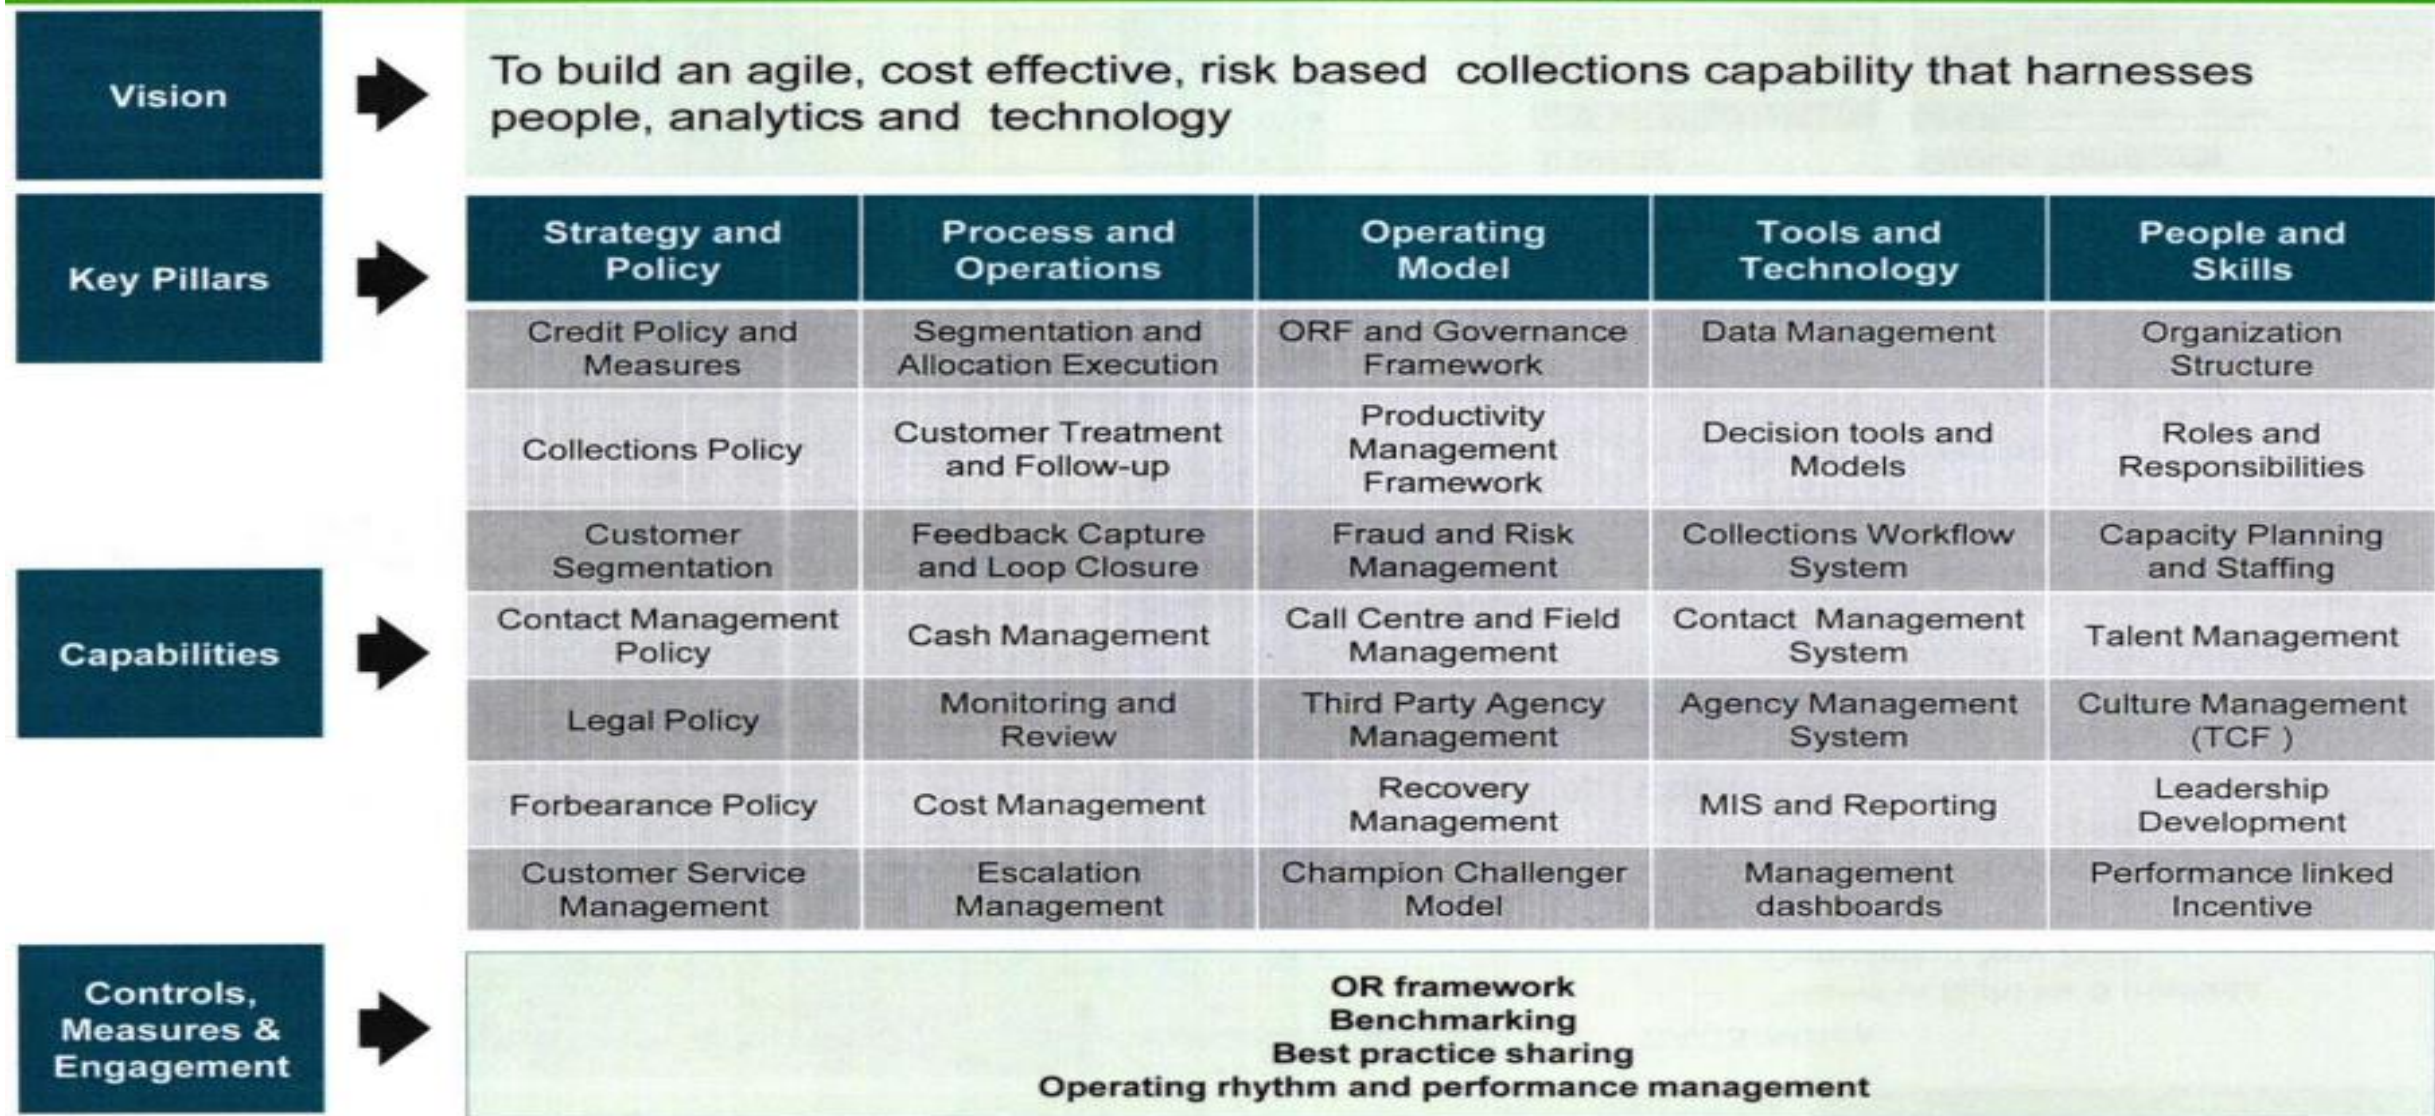 Vision
To build an agile, cost effective, risk based collections capability that harnesses
people, analytics and technology
Key Pillars
Strategy and
Policy
Process and
Operations
Operating
Model
Tools and
Technology
People and
Skills
Capabilities
Credit Policy and
Measures
Segmentation and
Allocation Execution
ORF and Governance
Framework
Data Management
Organization
Structure
Collections Policy
Customer Treatment
and Follow-up
Productivity
Management
Framework
Decision tools and
Models
Roles and
Responsibilities
Customer
Segmentation
Feedback Capture
and Loop Closure
Fraud and Risk
Management
Collections Workflow
System
Capacity Planning
and Staffing
Contact Management
Policy
Cash Management
Call Centre and Field
Management
Contact Management
System
Talent Management
Legal Policy
Monitoring and
Review
Third Party Agency
Management
Agency Management
System
Culture Management
(TCF )
Forbearance Policy
Cost Management
Recovery
Management
MIS and Reporting
Leadership
Development
Customer Service
Management
Escalation
Management
Champion Challenger
Model
Management
dashboards
Performance linked
Incentive
Controls,
Measures &
Engagement
OR framework
Benchmarking
Best practice sharing
Operating rhythm and performance management